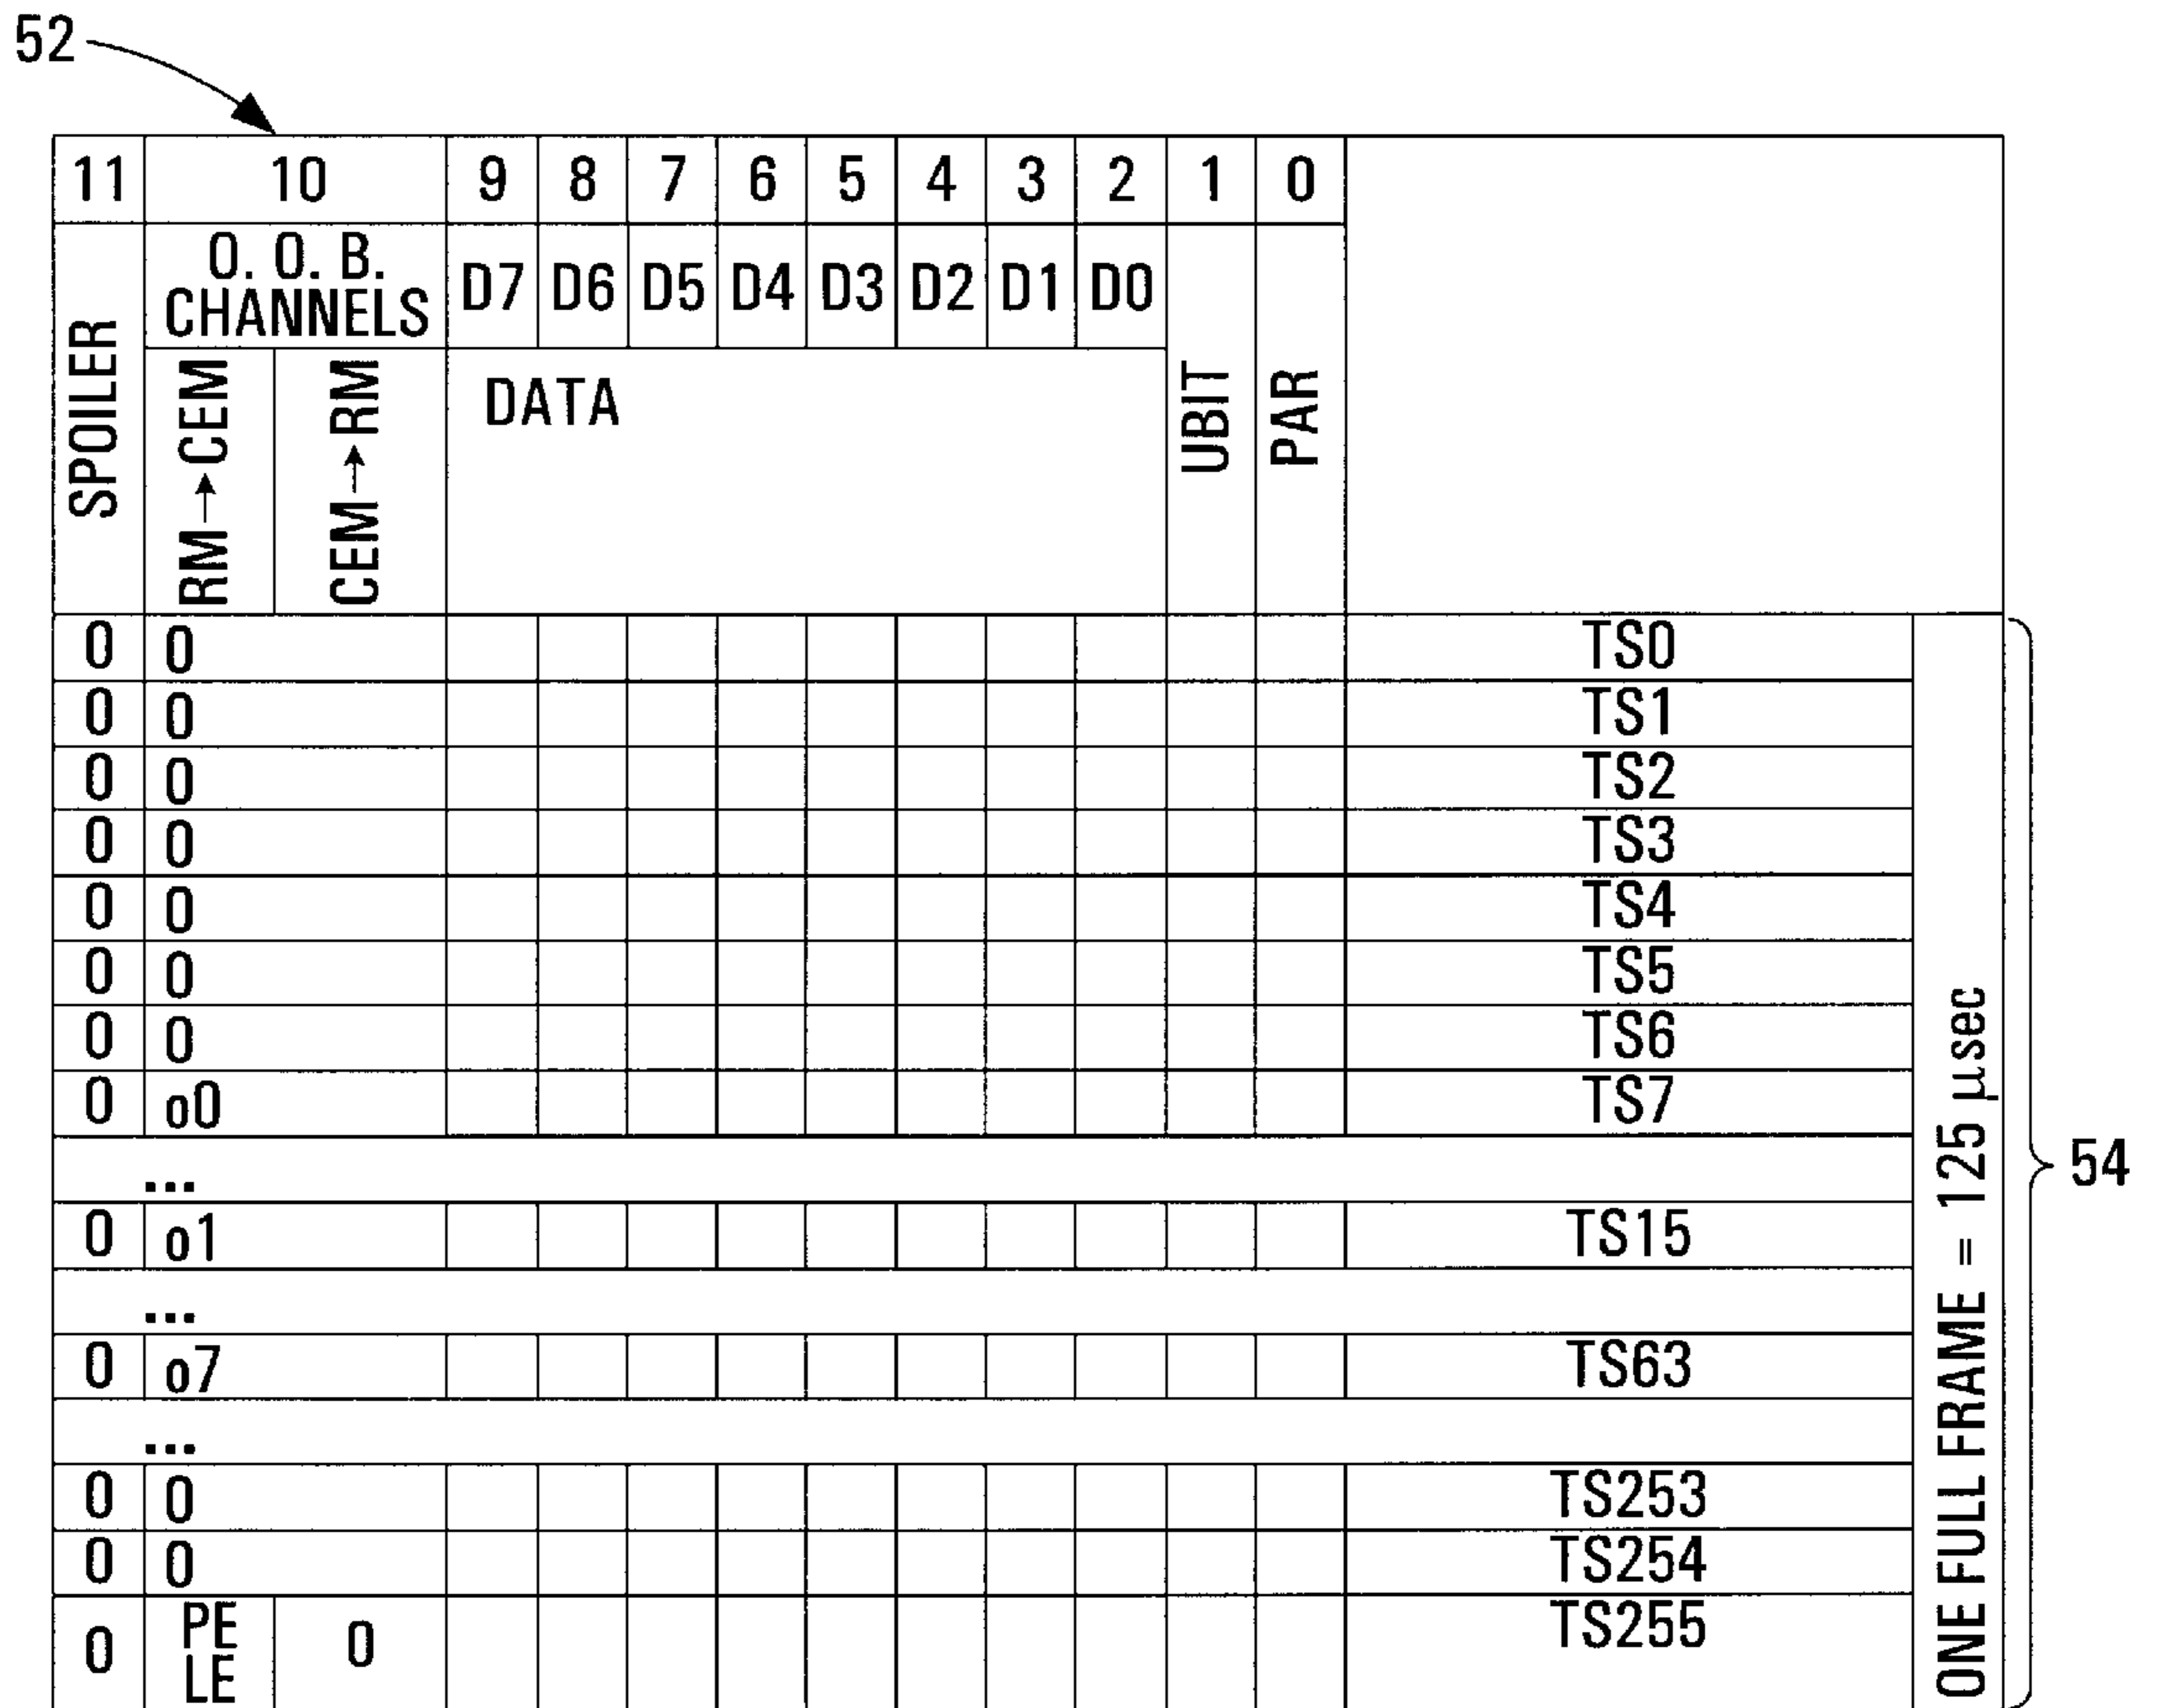 52
11 10 9 8 7 6 5 4 3 2 1 0
SPOILER
O. O. B.
CHANNELS
D7 D6 D5 D4 D3 D2 D1 D0
RM→CEM
CEM→RM
DATA
UBIT
PAR
0 0 TS0
0 0 TS1
0 0 TS2
0 0 TS3
0 0 TS4
0 0 TS5
0 0 TS6
0 o0 TS7
...
0 o1 TS15
...
0 o7 TS63
...
0 0 TS253
0 0 TS254
0 PE 0 TS255
LE
ONE FULL FRAME = 125 µsec
54